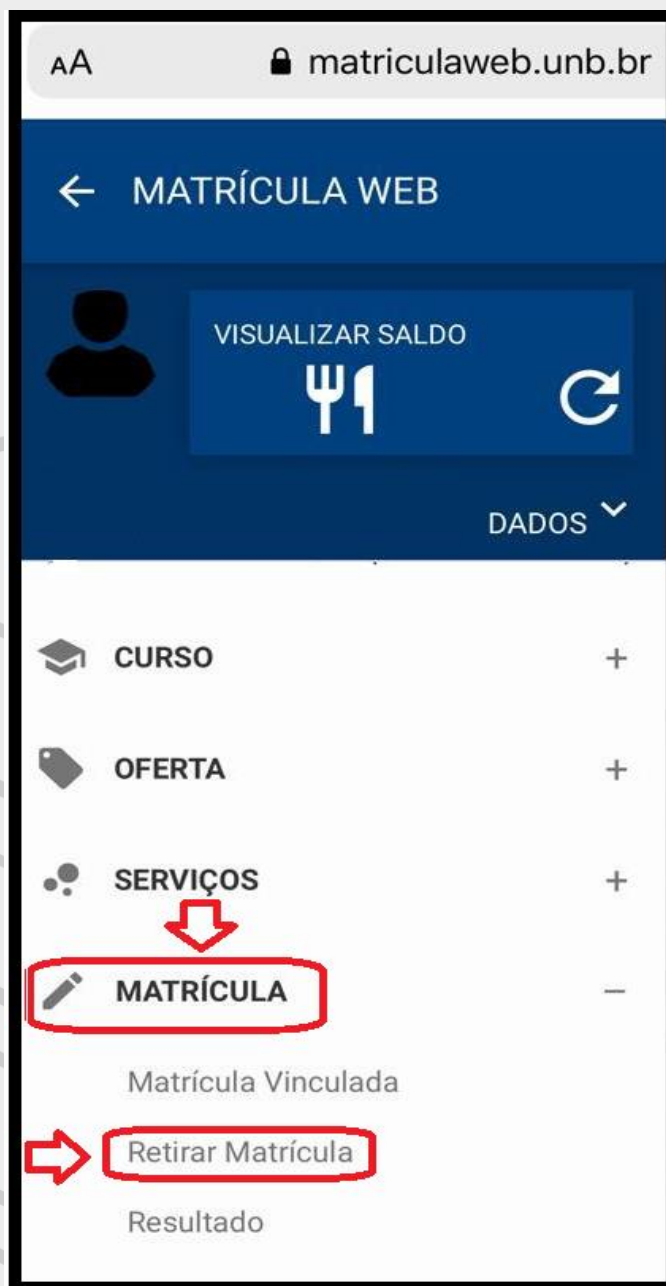 AA matriculaweb.unb.br
← MATRÍCULA WEB
VISUALIZAR SALDO
DADOS
CURSO +
OFERTA +
SERVIÇOS +
MATRÍCULA −
Matrícula Vinculada
Retirar Matrícula
Resultado